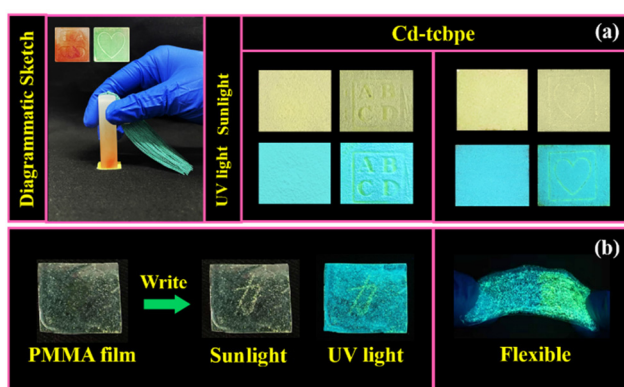 Diagrammatic Sketch
UV light Sunlight
Cd-tcbpe
(a)
A B
C D
A B
C D
(b)
Write
PMMA film
Sunlight
UV light
Flexible